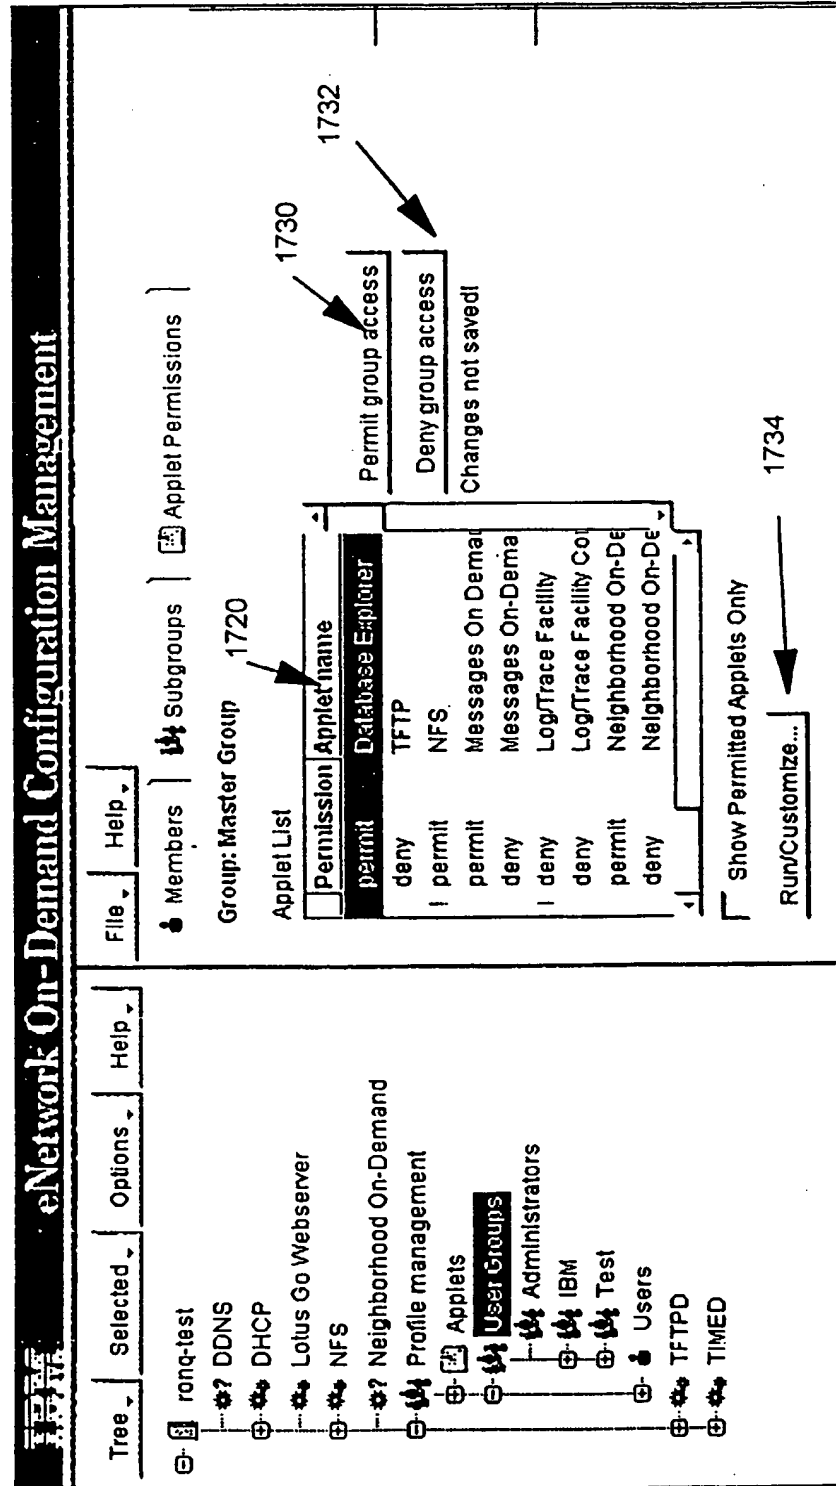 eNetwork On-Demand Configuration Management
Tree Selected Options Help
ronq-test
? DDNS
DHCP
Lotus Go Webserver
NFS
? Neighborhood On-Demand
Profile management
Applets
User Groups
Administrators
IBM
Test
Users
TFTPD
TIMED
File Help
Members Subgroups Applet Permissions
Group: Master Group
1720
Applet List
Permission Applet name
permit Database Explorer
deny TFTP
! permit NFS
permit Messages On Demai
deny Messages On-Dema
! deny Log/Trace Facility
deny Log/Trace Facility Coi
permit Neighborhood On-De
deny Neighborhood On-De
1730
Permit group access
1732
Deny group access
Changes not saved!
Show Permitted Applets Only
Run/Customize...
1734